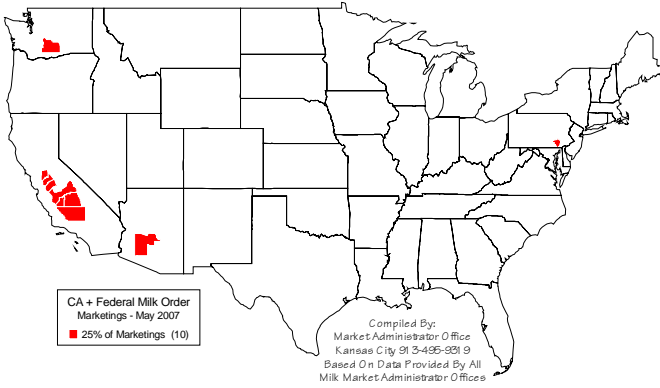 CA + Federal Milk Order
Marketings - May 2007
25% of Marketings (10)
Compiled By:
Market Administrator Office
Kansas City 913-495-9319
Based On Data Provided By All
Milk Market Administrator Offices